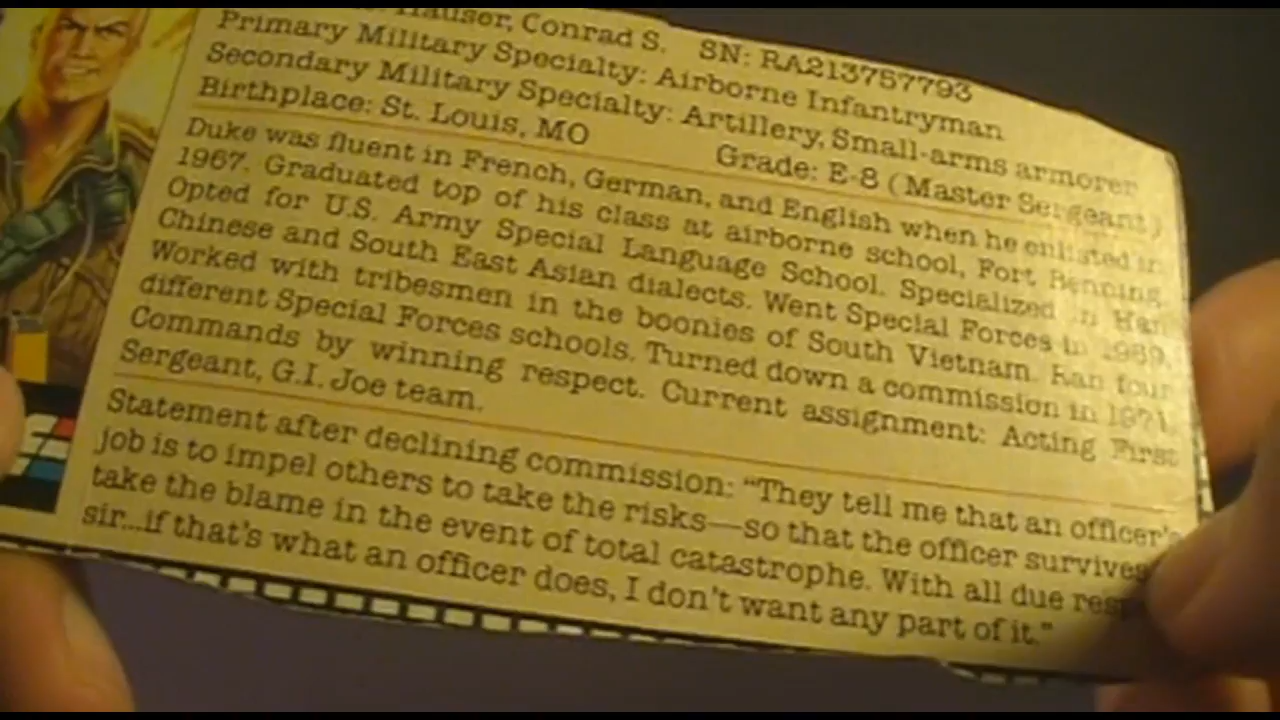 Hauser, Conrad S. SN: RA213757793
Primary Military Specialty: Airborne Infantryman
Secondary Military Specialty: Artillery, Small-arms armorer
Birthplace: St. Louis, MO Grade: E-8 (Master Sergeant)
Duke was fluent in French, German, and English when he enlisted in
1967. Graduated top of his class at airborne school, Fort Benning.
Opted for U.S. Army Special Language School. Specialized in Han
Chinese and South East Asian dialects. Went Special Forces in 1969.
Worked with tribesmen in the boonies of South Vietnam. Ran four
different Special Forces schools. Turned down a commission in 1971.
Commands by winning respect. Current assignment: Acting First
Sergeant, G.I. Joe team.
Statement after declining commission: "They tell me that an officer's
job is to impel others to take the risks—so that the officer survives
take the blame in the event of total catastrophe. With all due
sir...if that's what an officer does, I don't want any part of it."